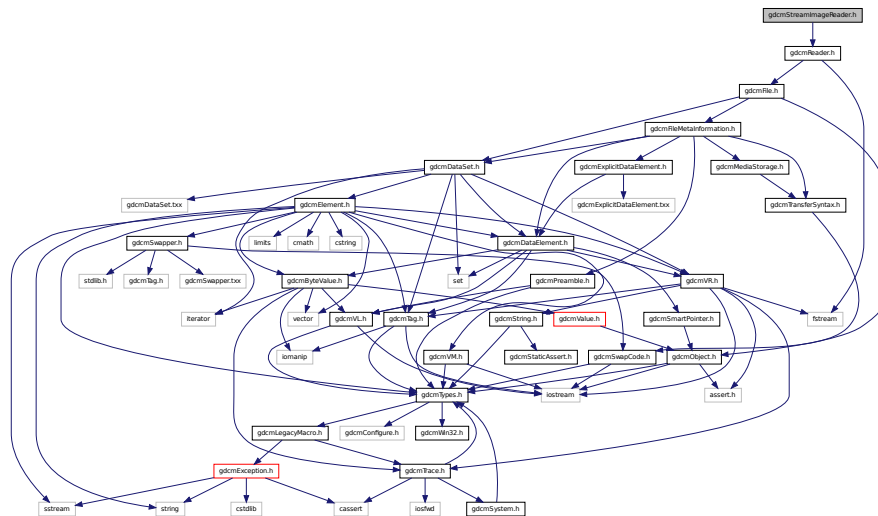 gdcmStreamImageReader.h
gdcmReader.h
gdcmFile.h
gdcmFileMetaInformation.h
gdcmDataSet.h
gdcmExplicitDataElement.h
gdcmMediaStorage.h
gdcmDataSet.txx
gdcmElement.h
gdcmExplicitDataElement.txx
gdcmTransferSyntax.h
gdcmSwapper.h
limits
cmath
cstring
gdcmDataElement.h
stdlib.h
gdcmTag.h
gdcmSwapper.txx
gdcmByteValue.h
set
gdcmPreamble.h
gdcmVR.h
iterator
vector
gdcmVL.h
gdcmTag.h
gdcmString.h
gdcmValue.h
gdcmSmartPointer.h
fstream
iomanip
gdcmVM.h
gdcmStaticAssert.h
gdcmSwapCode.h
gdcmObject.h
gdcmTypes.h
iostream
assert.h
gdcmLegacyMacro.h
gdcmConfigure.h
gdcmWin32.h
gdcmException.h
gdcmTrace.h
sstream
string
cstdlib
cassert
iosfwd
gdcmSystem.h